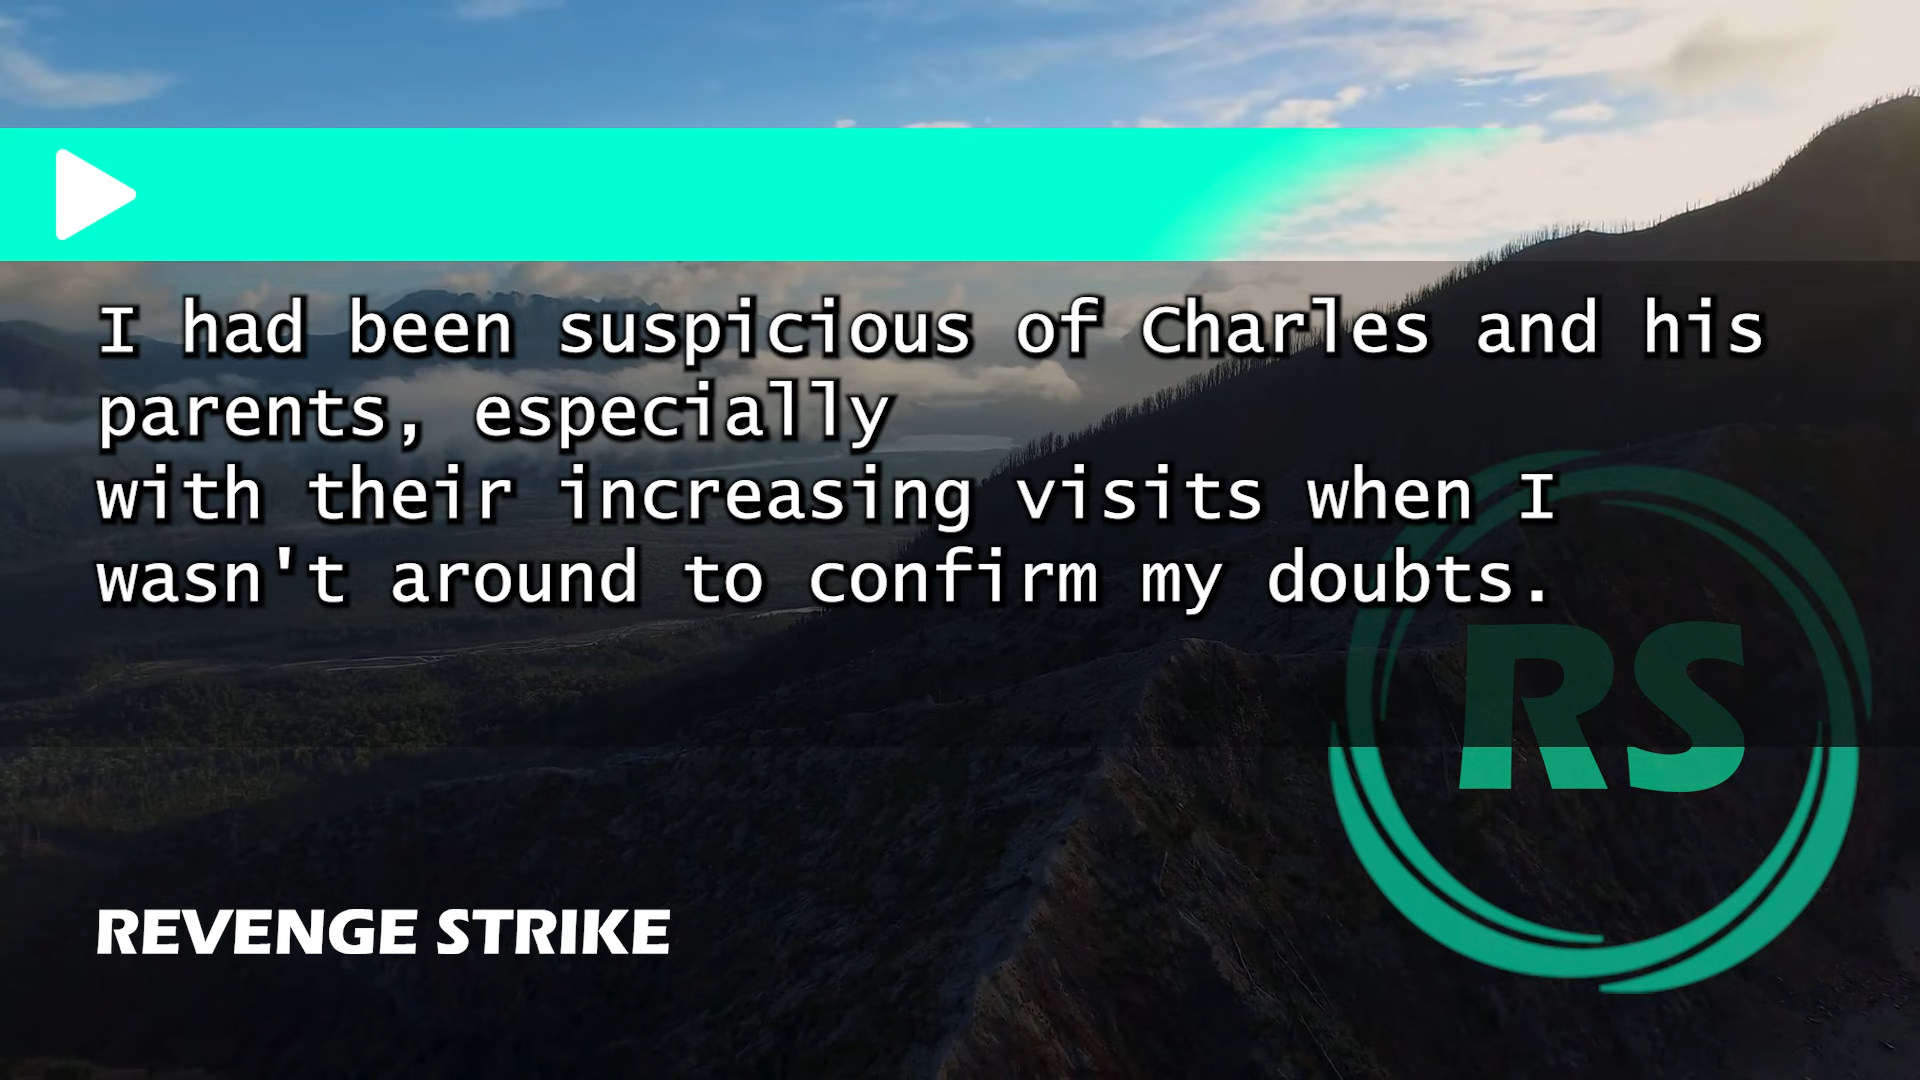 I had been suspicious of Charles and his
parents, especially
with their increasing visits when I
wasn't around to confirm my doubts.
RS
REVENGE STRIKE